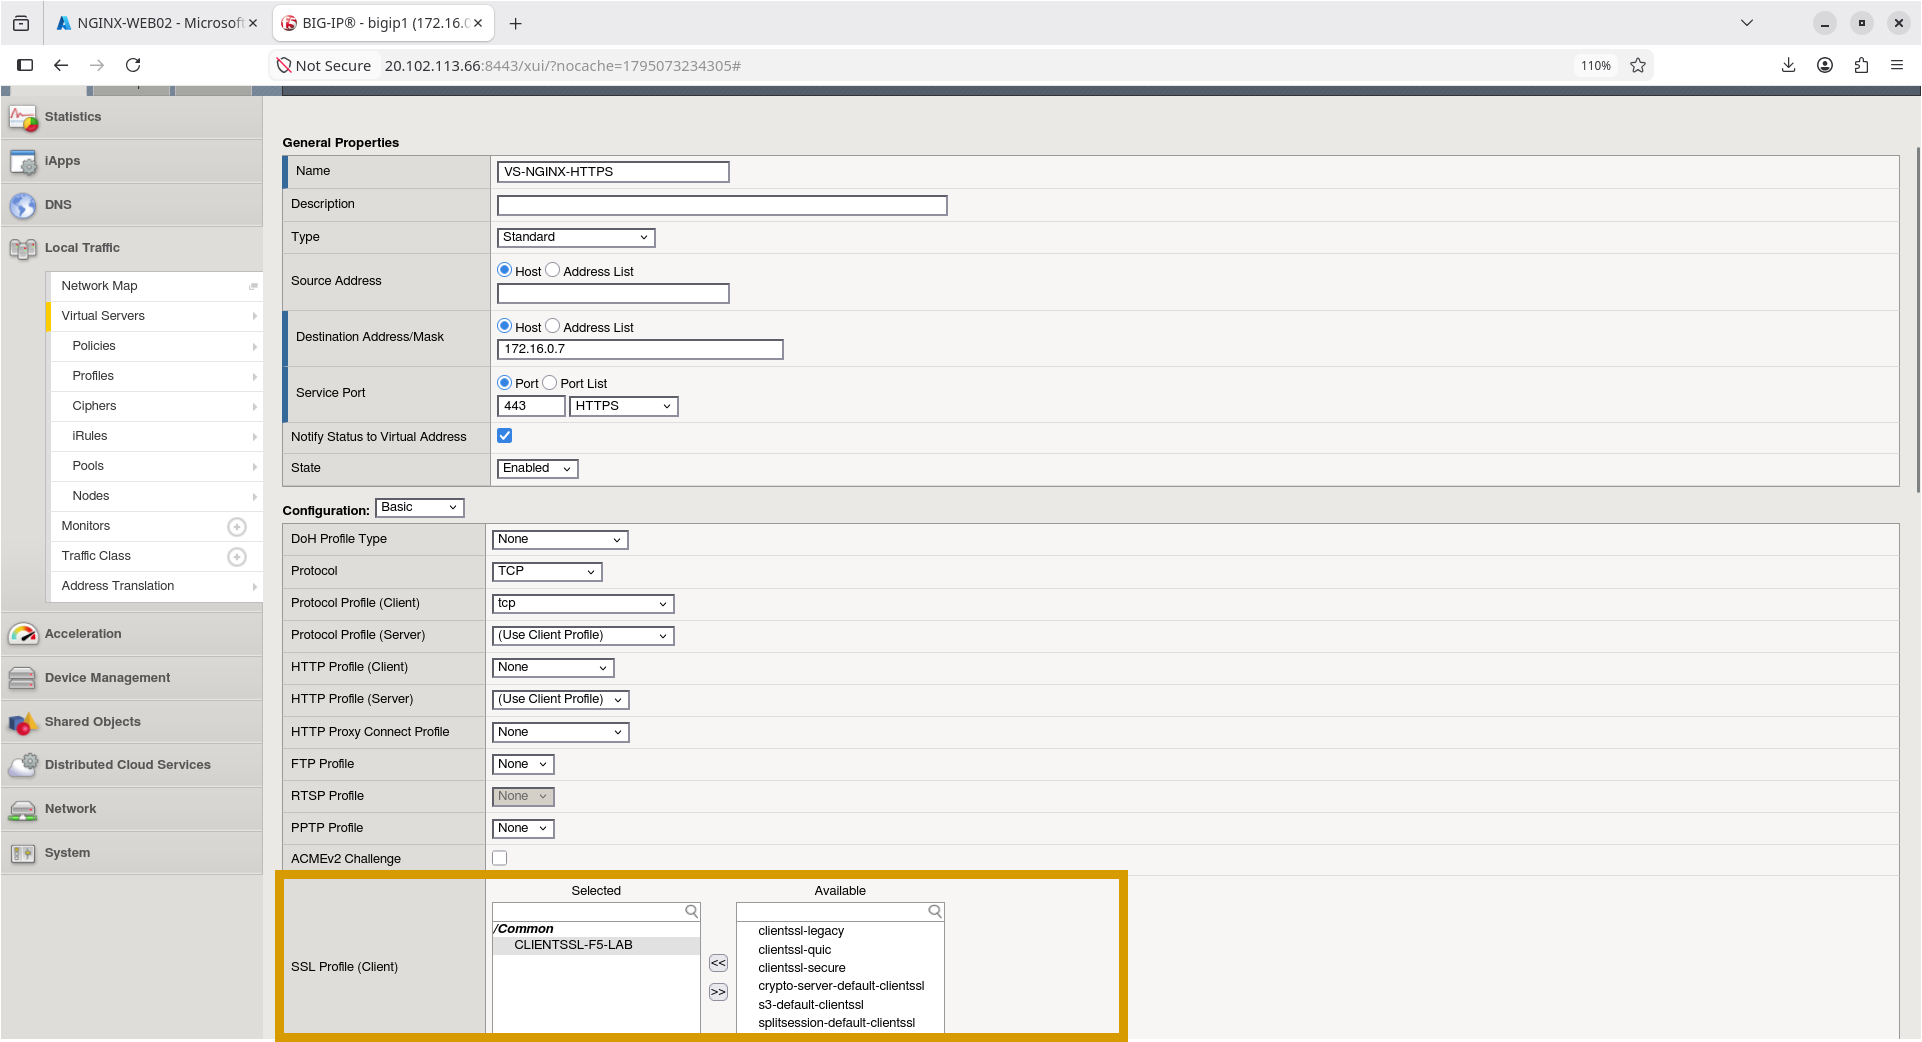 NGINX-WEB02 - Microsoft
BIG-IP® - bigip1 (172.16.0
Not Secure
20.102.113.66:8443/xui/?nocache=1795073234305#
110%
Statistics
iApps
DNS
Local Traffic
Network Map
Virtual Servers
Policies
Profiles
Ciphers
iRules
Pools
Nodes
Monitors
Traffic Class
Address Translation
Acceleration
Device Management
Shared Objects
Distributed Cloud Services
Network
System
General Properties
Name
VS-NGINX-HTTPS
Description
Type
Standard
Source Address
Host Address List
Destination Address/Mask
Host Address List
172.16.0.7
Service Port
Port Port List
443 HTTPS
Notify Status to Virtual Address
State
Enabled
Configuration: Basic
DoH Profile Type
None
Protocol
TCP
Protocol Profile (Client)
tcp
Protocol Profile (Server)
(Use Client Profile)
HTTP Profile (Client)
None
HTTP Profile (Server)
(Use Client Profile)
HTTP Proxy Connect Profile
None
FTP Profile
None
RTSP Profile
None
PPTP Profile
None
ACMEv2 Challenge
SSL Profile (Client)
Selected
/Common
CLIENTSSL-F5-LAB
<<
>>
Available
clientssl-legacy
clientssl-quic
clientssl-secure
crypto-server-default-clientssl
s3-default-clientssl
splitsession-default-clientssl